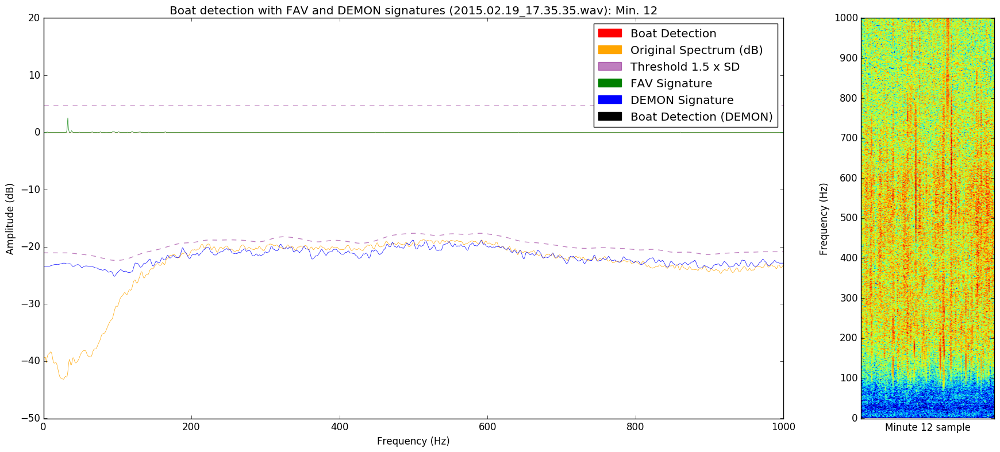 Boat detection with FAV and DEMON signatures (2015.02.19_17.35.35.wav): Min. 12
20
10
0
−10
−20
−30
−40
−50
Amplitude (dB)
0
200
400
600
800
1000
Frequency (Hz)
Boat Detection
Original Spectrum (dB)
Threshold 1.5 x SD
FAV Signature
DEMON Signature
Boat Detection (DEMON)
1000
900
800
700
600
500
400
300
200
100
0
Frequency (Hz)
Minute 12 sample